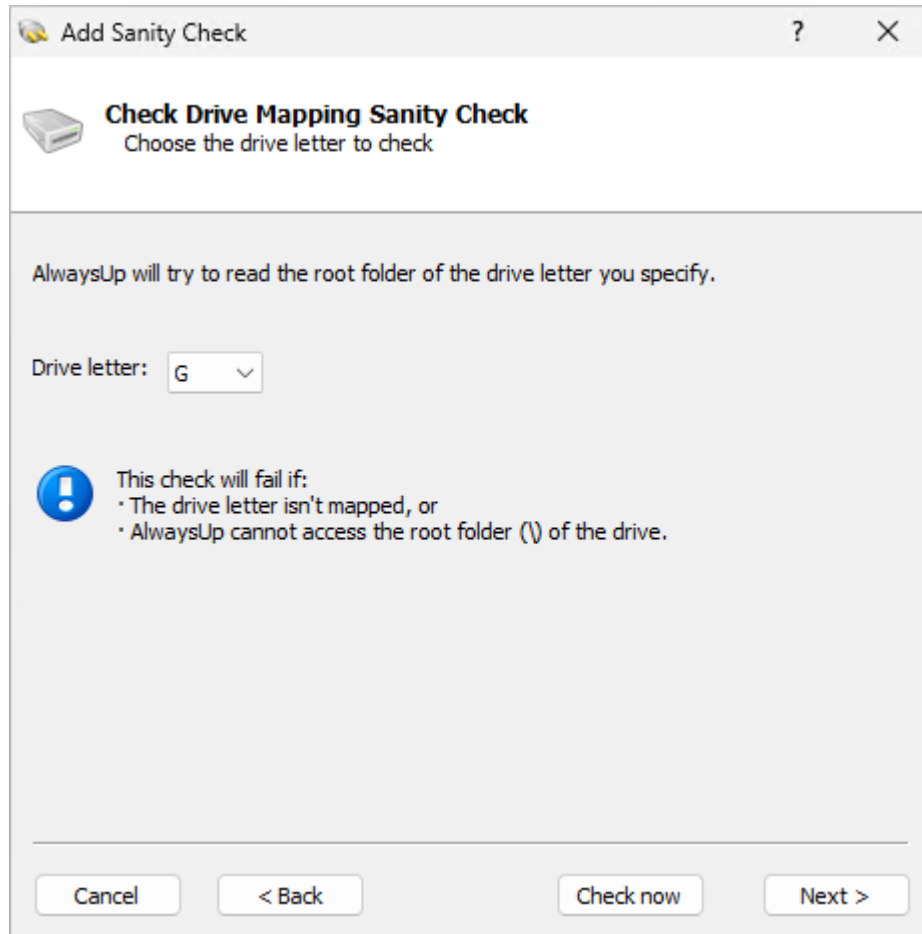 Add Sanity Check ?
Check Drive Mapping Sanity Check
Choose the drive letter to check
AlwaysUp will try to read the root folder of the drive letter you specify.
Drive letter: G
This check will fail if:
· The drive letter isn't mapped, or
· AlwaysUp cannot access the root folder (\) of the drive.
Cancel < Back Check now Next >